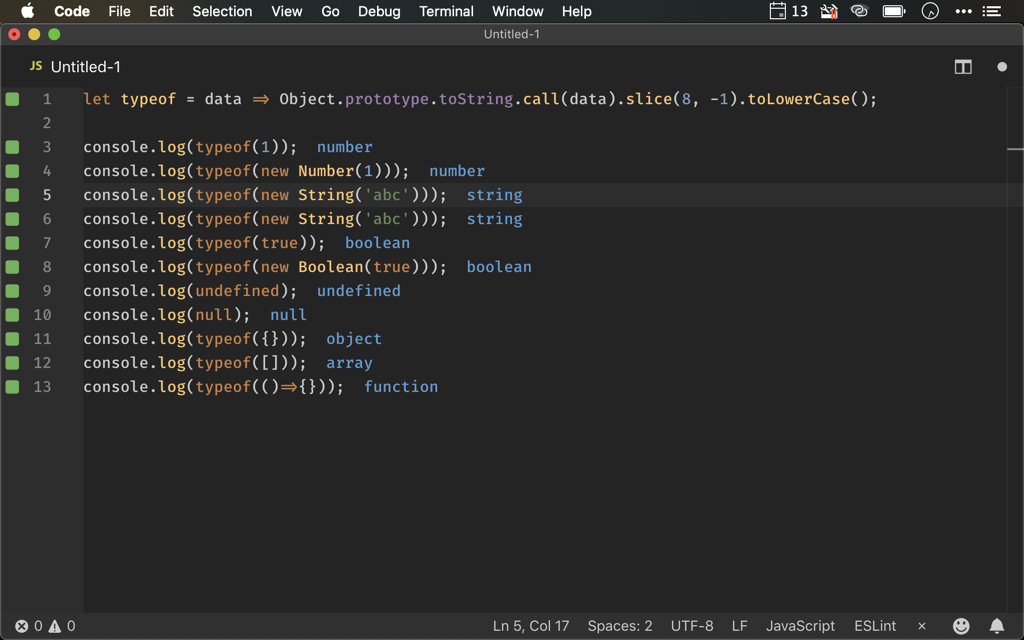 Code File Edit Selection View Go Debug Terminal Window Help 13 •••
Untitled-1
JS Untitled-1
1 let typeof = data => Object.prototype.toString.call(data).slice(8, -1).toLowerCase();
2
3 console.log(typeof(1)); number
4 console.log(typeof(new Number(1))); number
5 console.log(typeof(new String('abc'))); string
6 console.log(typeof(new String('abc'))); string
7 console.log(typeof(true)); boolean
8 console.log(typeof(new Boolean(true))); boolean
9 console.log(undefined); undefined
10 console.log(null); null
11 console.log(typeof({})); object
12 console.log(typeof([])); array
13 console.log(typeof(()=>{})); function
0 0 Ln 5, Col 17 Spaces: 2 UTF-8 LF JavaScript ESLint ×